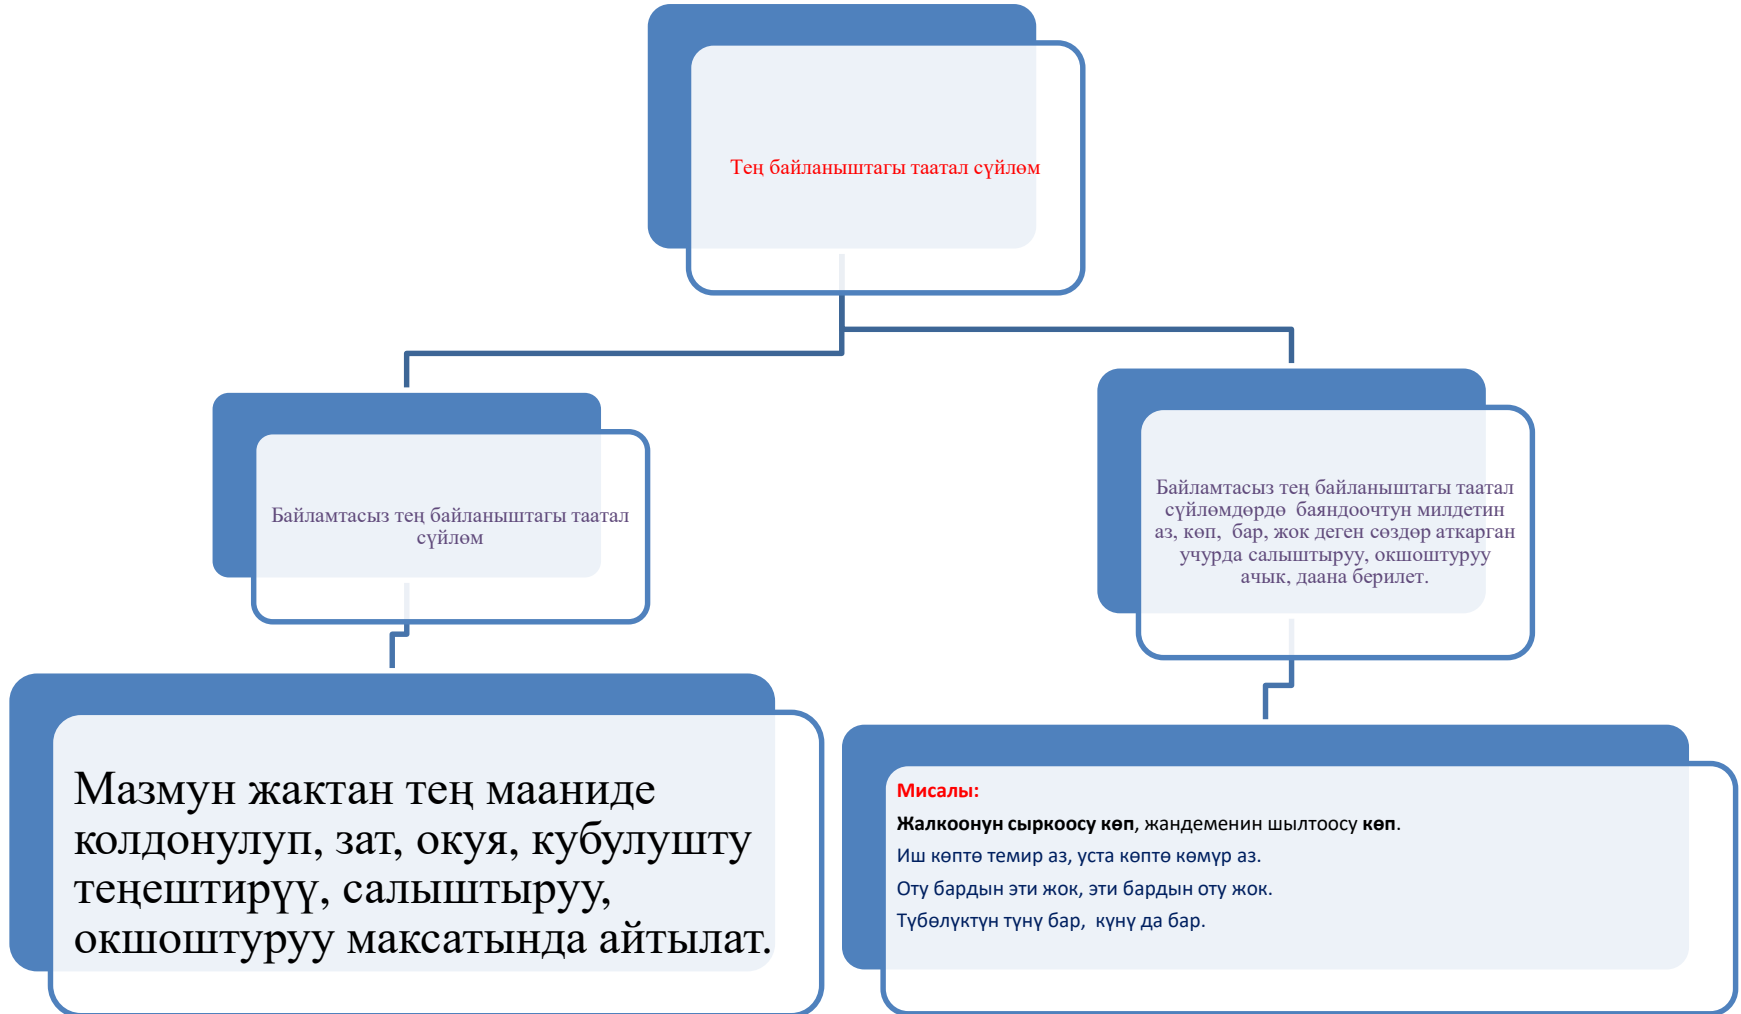 Тең байланыштагы таатал сүйлөм
Байламтасыз тең байланыштагы таатал
сүйлөм
Байламтасыз тең байланыштагы таатал
сүйлөмдөрдө баяндоочтун милдетин
аз, көп, бар, жок деген сөздөр аткарган
учурда салыштыруу, окшоштуруу
ачык, даана берилет.
Мазмун жактан тең мааниде
колдонулуп, зат, окуя, кубулушту
теңештирүү, салыштыруу,
окшоштуруу максатында айтылат.
Мисалы:
Жалкоонун сыркоосу көп, жандеменин шылтоосу көп.
Иш көптө темир аз, уста көптө көмүр аз.
Оту бардын эти жок, эти бардын оту жок.
Түбөлүктүн түнү бар, күнү да бар.